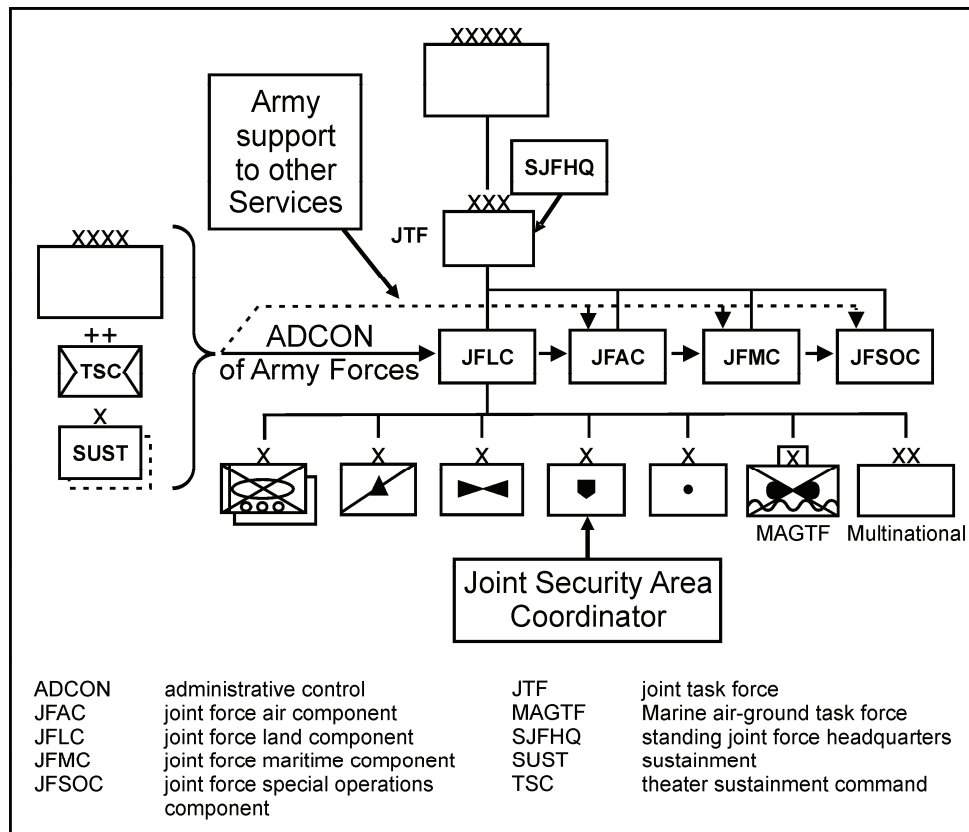 XXXXX
Army
support
to other
Services
SJFHQ
XXX
JTF
XXXX
++
TSC
X
SUST
ADCON
of Army Forces
JFLC
JFAC
JFMC
JFSOC
X X X X X X XX
MAGTF Multinational
Joint Security Area
Coordinator
ADCON administrative control
JFAC joint force air component
JFLC joint force land component
JFMC joint force maritime component
JFSOC joint force special operations
component
JTF joint task force
MAGTF Marine air-ground task force
SJFHQ standing joint force headquarters
SUST sustainment
TSC theater sustainment command